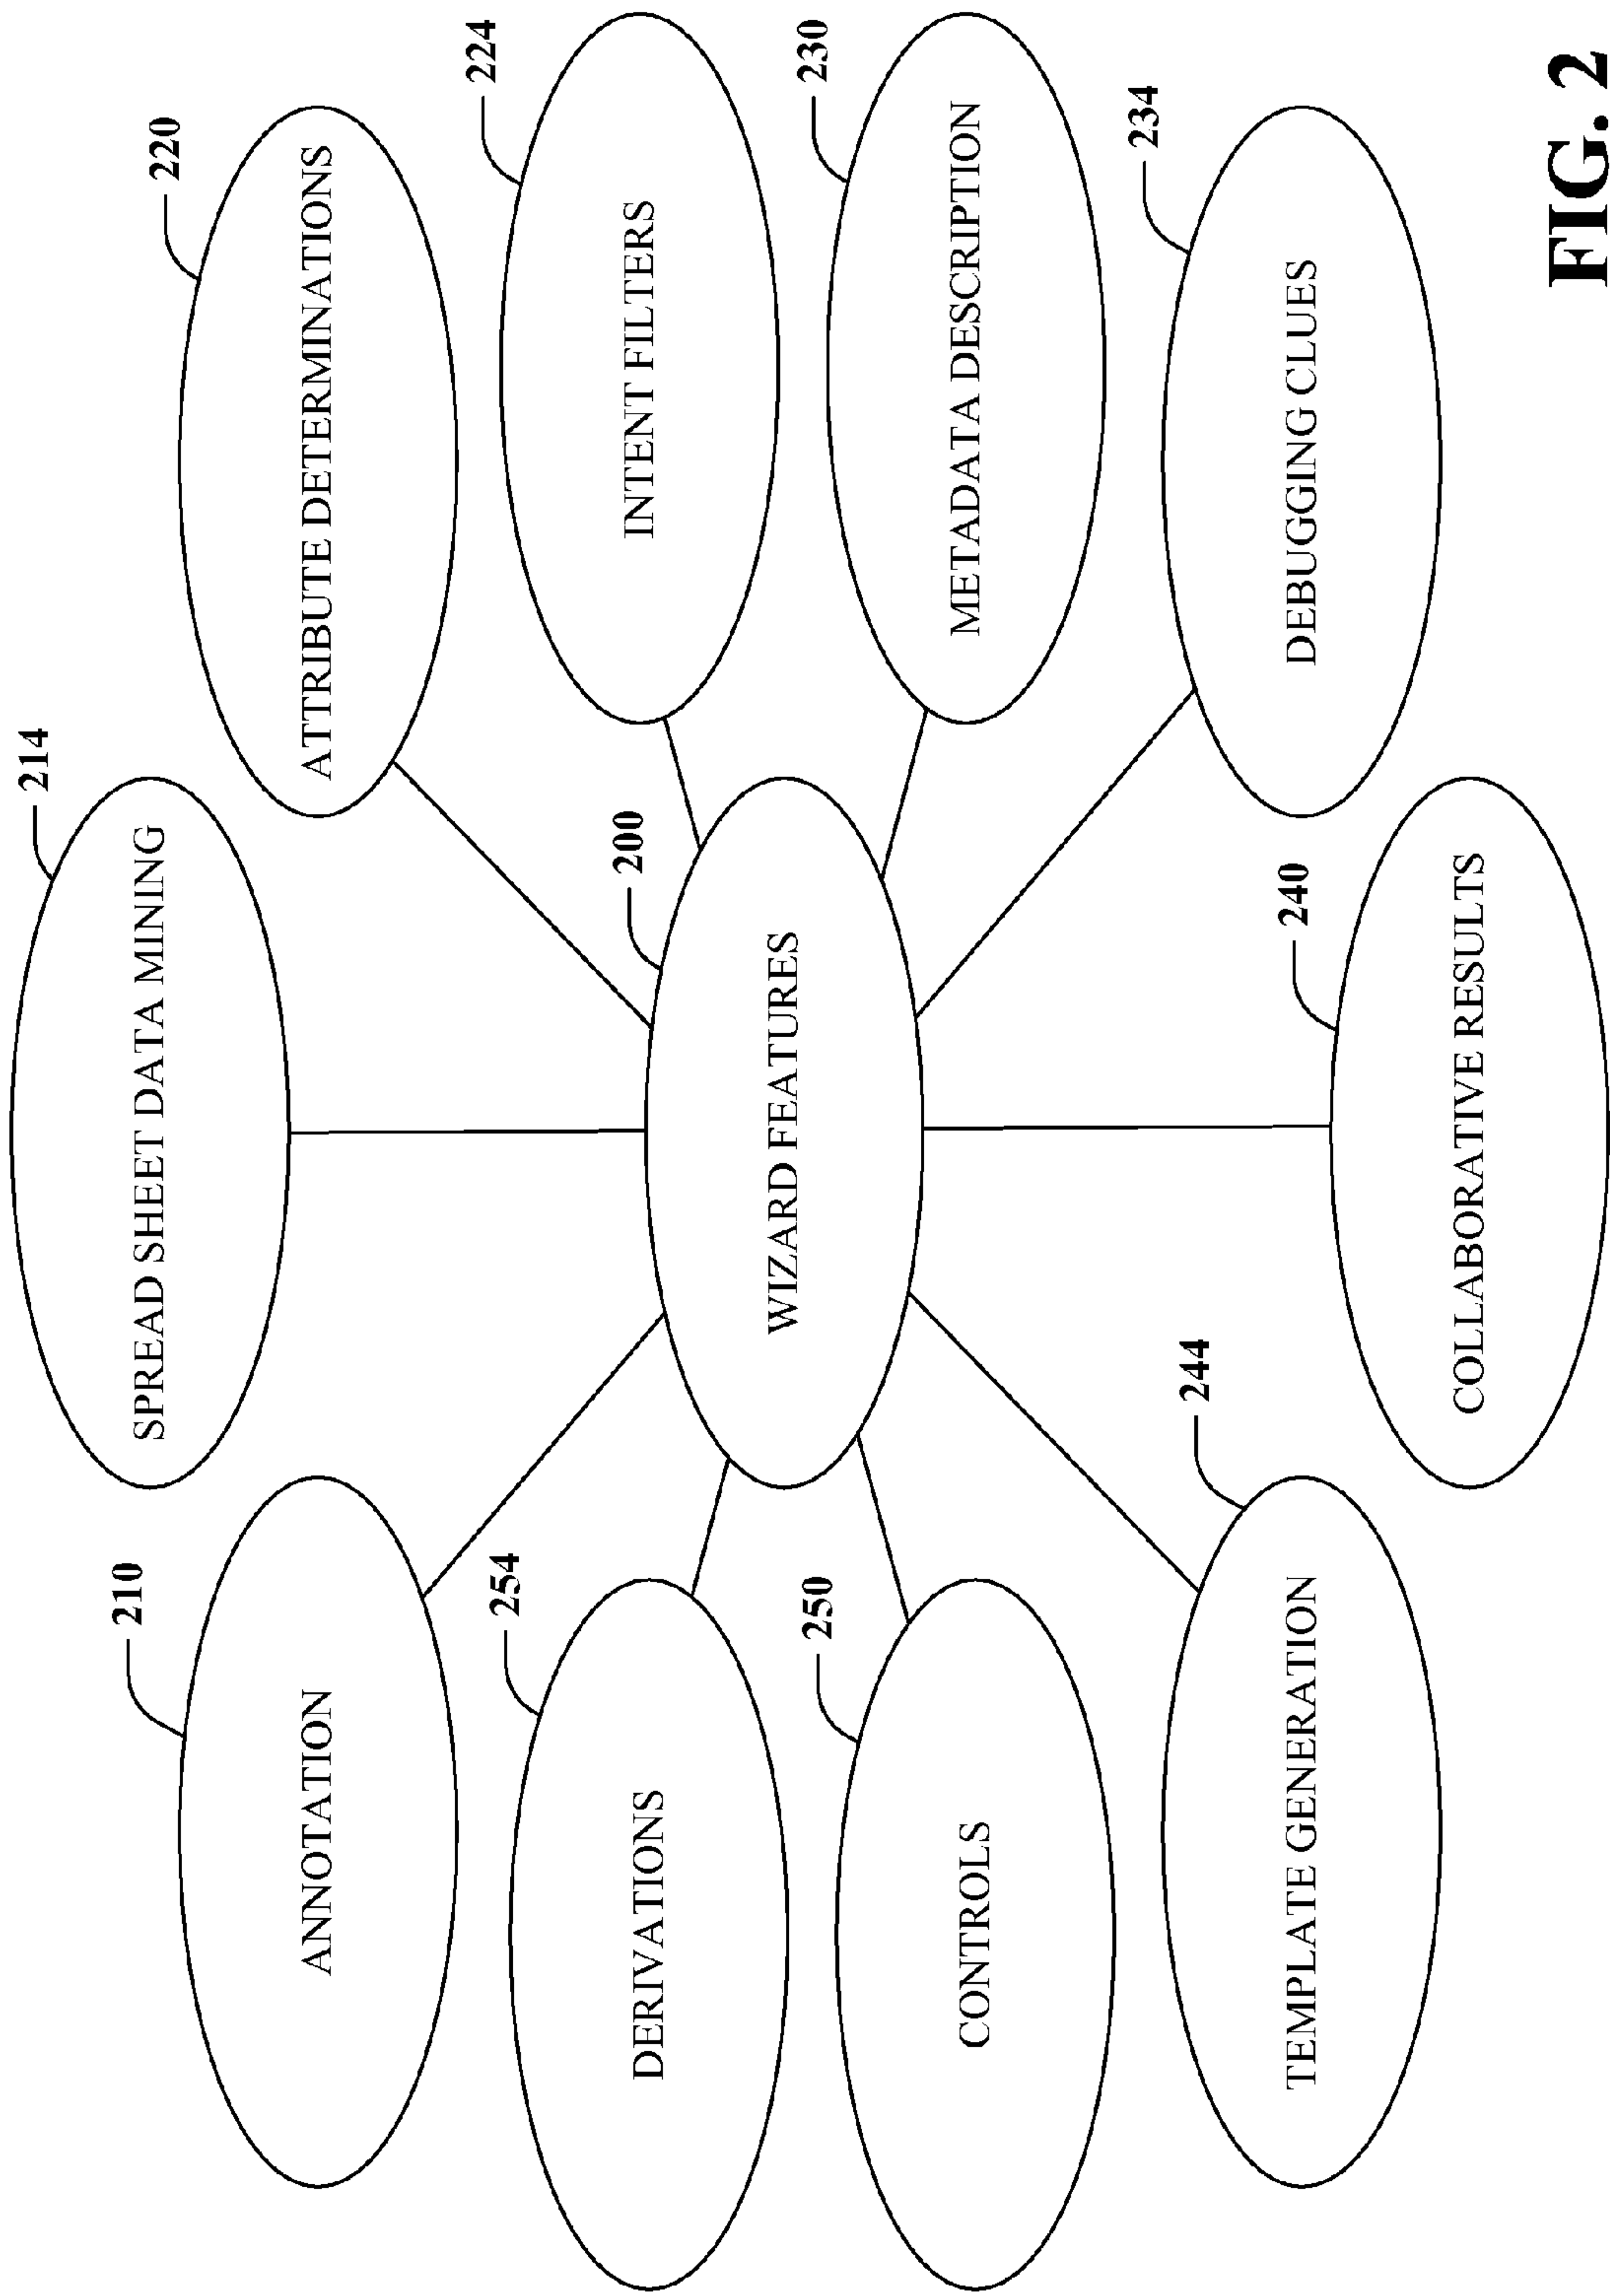 214
SPREAD SHEET DATA MINING
210
ANNOTATION
220
ATTRIBUTE DETERMINATIONS
254
DERIVATIONS
200
WIZARD FEATURES
224
INTENT FILTERS
250
CONTROLS
230
METADATA DESCRIPTION
244
TEMPLATE GENERATION
234
DEBUGGING CLUES
240
COLLABORATIVE RESULTS
FIG. 2